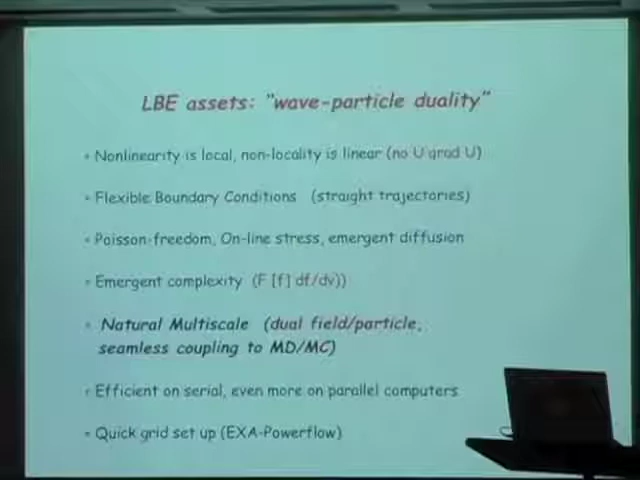 LBE assets: "wave-particle duality"
• Nonlinearity is local, non-locality is linear (no U grad U)
• Flexible Boundary Conditions (straight trajectories)
• Poisson-freedom, On-line stress, emergent diffusion
• Emergent complexity (F [f] df/dv))
• Natural Multiscale (dual field/particle,
seamless coupling to MD/MC)
• Efficient on serial, even more on parallel computers
• Quick grid set up (EXA-Powerflow)